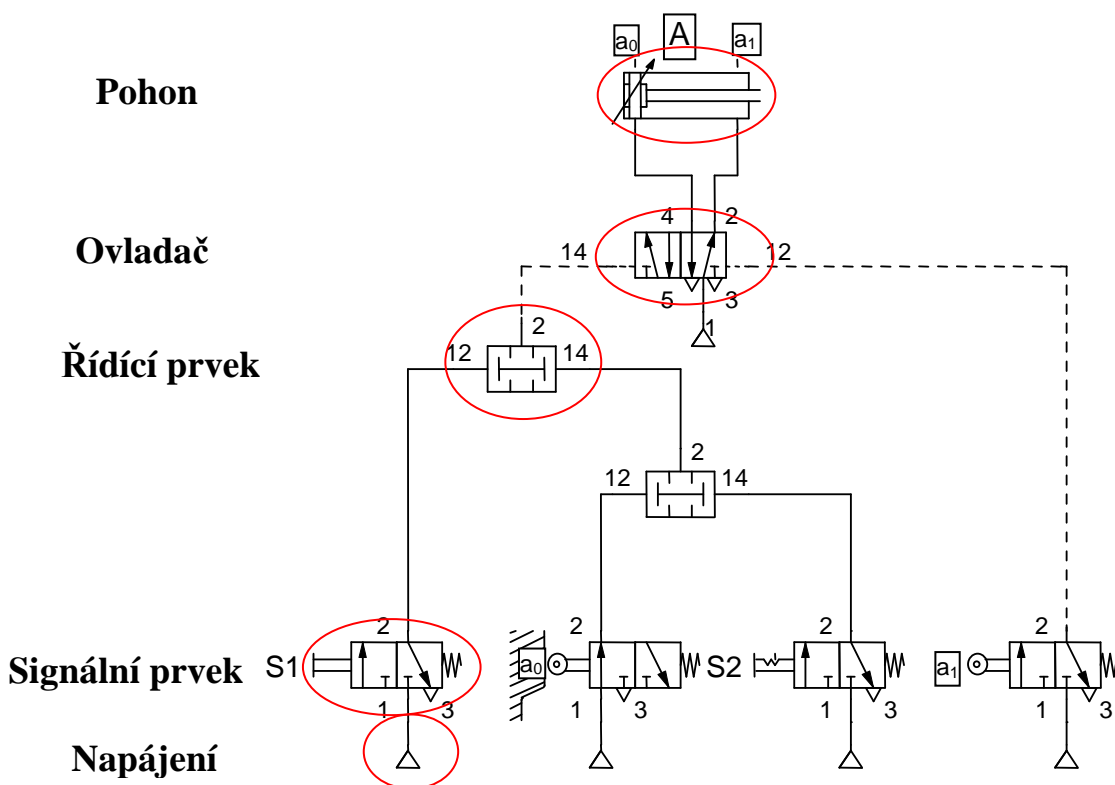 a0 A a1
Pohon
4 2
Ovladač 14 12
5 3
1
2
12 14
Řídící prvek
2
12 14
2 2 2 2
Signální prvek S1 a0 S2 a1
1 3 1 3 1 3 1 3
Napájení